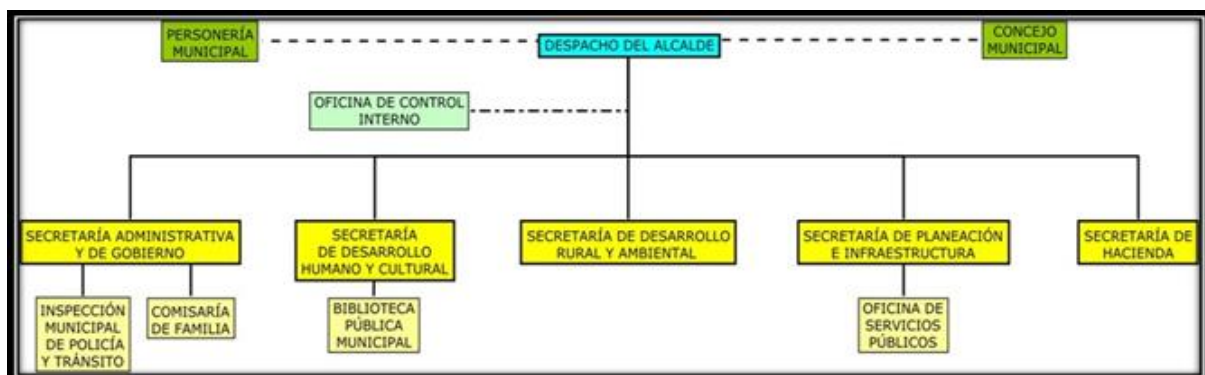 PERSONERÍA
MUNICIPAL
DESPACHO DEL ALCALDE
CONCEJO
MUNICIPAL
OFICINA DE CONTROL
INTERNO
SECRETARÍA ADMINISTRATIVA
Y DE GOBIERNO
SECRETARÍA
DE DESARROLLO
HUMANO Y CULTURAL
SECRETARÍA DE DESARROLLO
RURAL Y AMBIENTAL
SECRETARÍA DE PLANEACIÓN
E INFRAESTRUCTURA
SECRETARÍA DE
HACIENDA
INSPECCIÓN
MUNICIPAL
DE POLICÍA
Y TRÁNSITO
COMISARÍA
DE FAMILIA
BIBLIOTECA
PÚBLICA
MUNICIPAL
OFICINA DE
SERVICIOS
PÚBLICOS